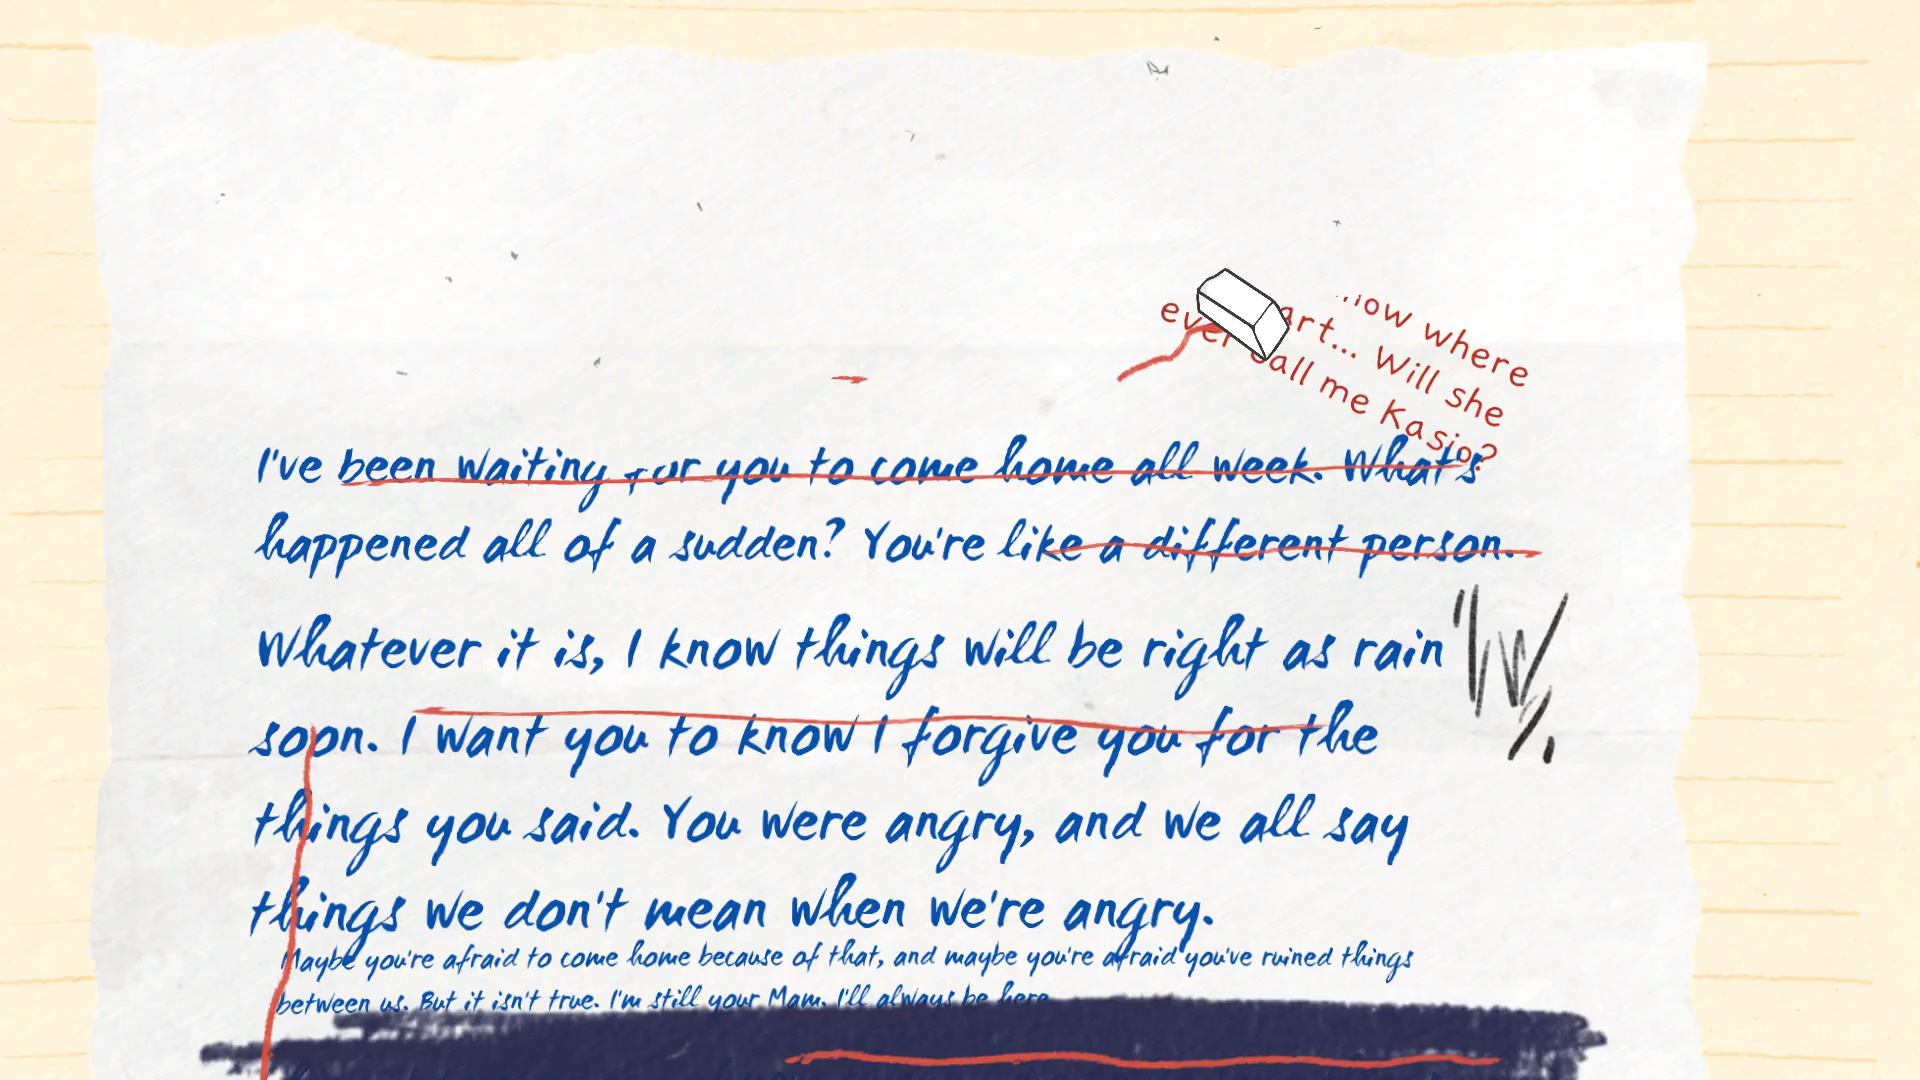 where
art... Will she
ever call me Kasio?
I've been waiting for you to come home all week. What's
happened all of a sudden? You're like a different person.
Whatever it is, I know things will be right as rain
soon. I want you to know I forgive you for the
things you said. You were angry, and we all say
things we don't mean when we're angry.
Maybe you're afraid to come home because of that, and maybe you're afraid you've ruined things
between us. But it isn't true. I'm still your Mam. I'll always be here